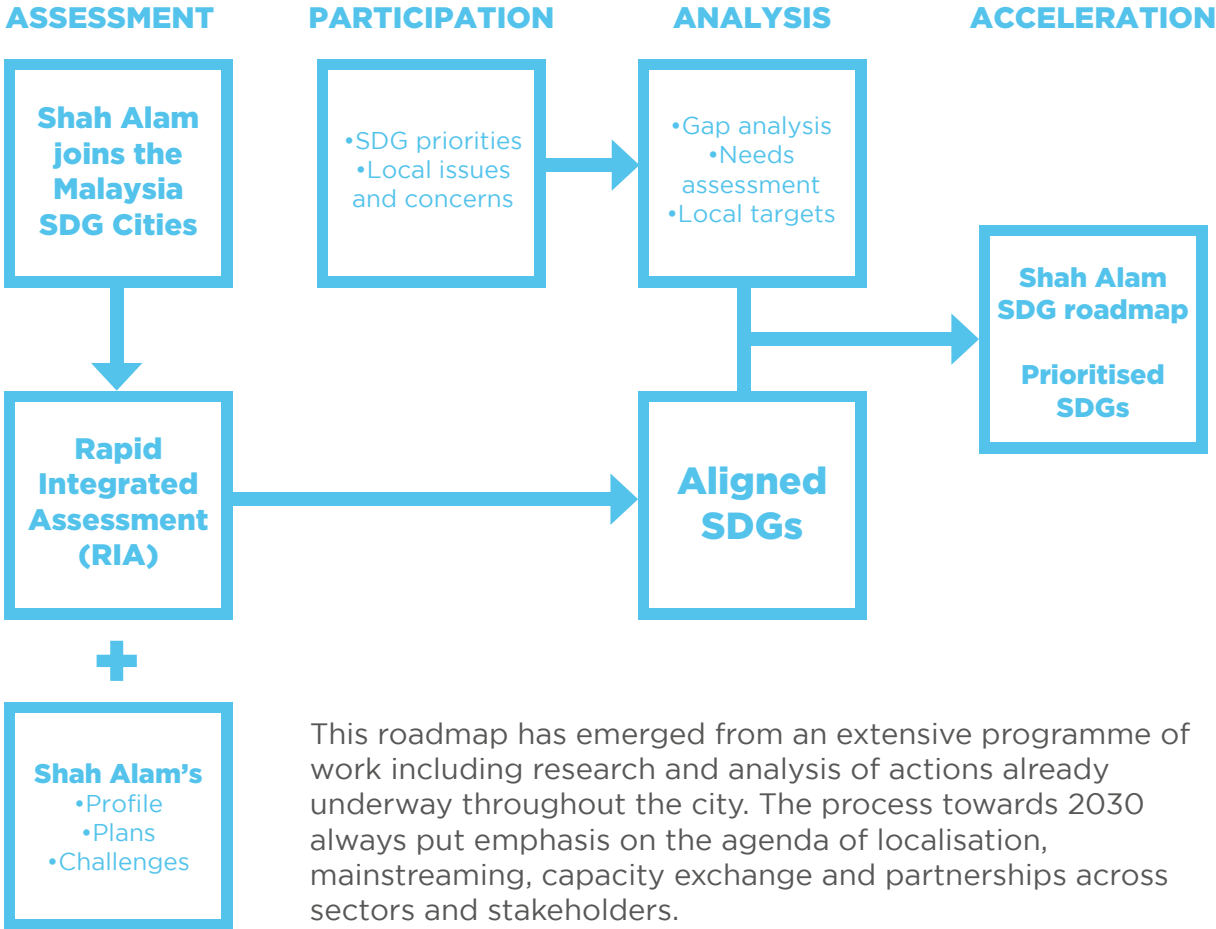 ASSESSMENT
Shah Alam
joins the
Malaysia
SDG Cities
Rapid
Integrated
Assessment
(RIA)
+
Shah Alam's
•Profile
•Plans
•Challenges
PARTICIPATION
•SDG priorities
•Local issues
and concerns
ANALYSIS
•Gap analysis
•Needs
assessment
•Local targets
Aligned
SDGs
ACCELERATION
Shah Alam
SDG roadmap
Prioritised
SDGs
This roadmap has emerged from an extensive programme of
work including research and analysis of actions already
underway throughout the city. The process towards 2030
always put emphasis on the agenda of localisation,
mainstreaming, capacity exchange and partnerships across
sectors and stakeholders.